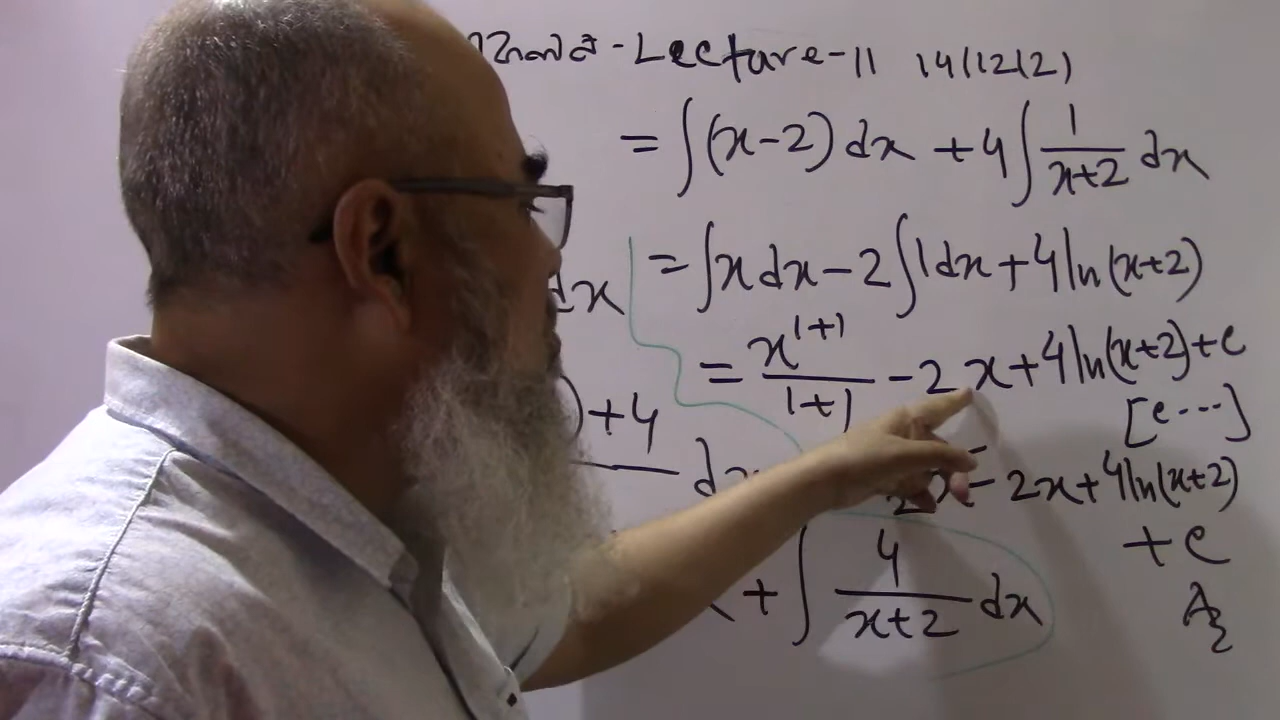 - Lecture-11 14/12/21
= ∫(x-2) dx + 4∫ 1/(x+2) dx
dx
= ∫x dx - 2∫1dx + 4ln(x+2)
= x^(1+1)/(1+1) - 2x + 4ln(x+2) + c
[c...]
)+4
dx
- 2x + 4ln(x+2)
+ c
+ ∫ 4/(x+2) dx